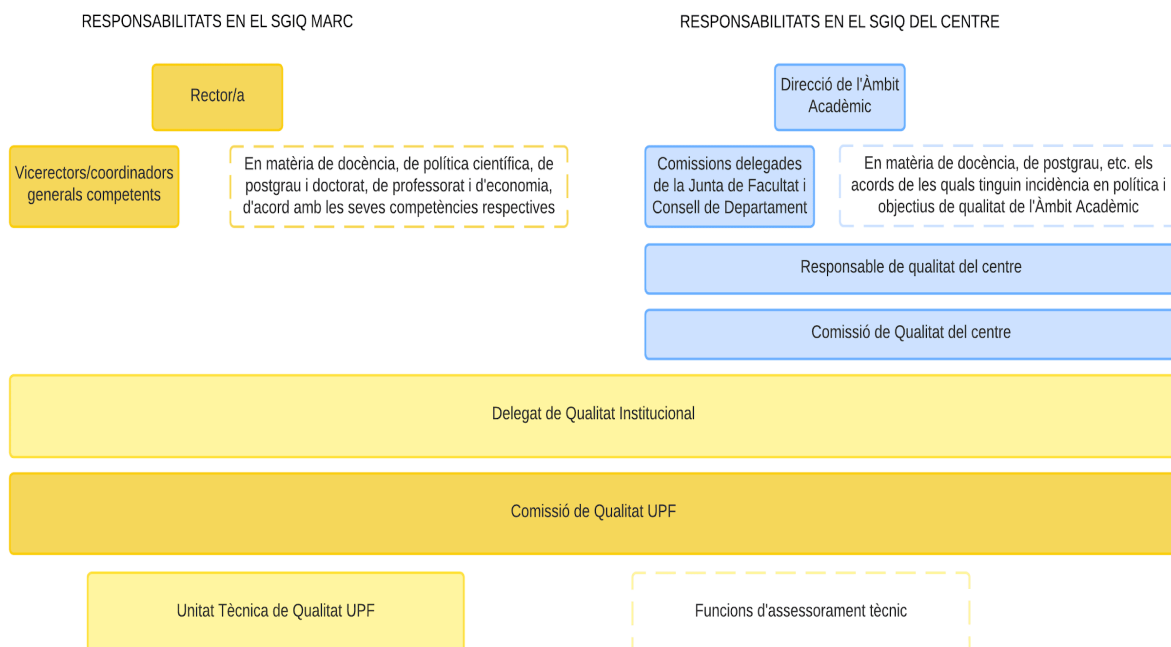 RESPONSABILITATS EN EL SGIQ MARC
RESPONSABILITATS EN EL SGIQ DEL CENTRE
Rector/a
Direcció de l'Àmbit
Acadèmic
Vicerectors/coordinadors
generals competents
En matèria de docència, de política científica, de
postgrau i doctorat, de professorat i d'economia,
d'acord amb les seves competències respectives
Comissions delegades
de la Junta de Facultat i
Consell de Departament
En matèria de docència, de postgrau, etc. els
acords de les quals tinguin incidència en política i
objectius de qualitat de l'Àmbit Acadèmic
Responsable de qualitat del centre
Comissió de Qualitat del centre
Delegat de Qualitat Institucional
Comissió de Qualitat UPF
Unitat Tècnica de Qualitat UPF
Funcions d'assessorament tècnic